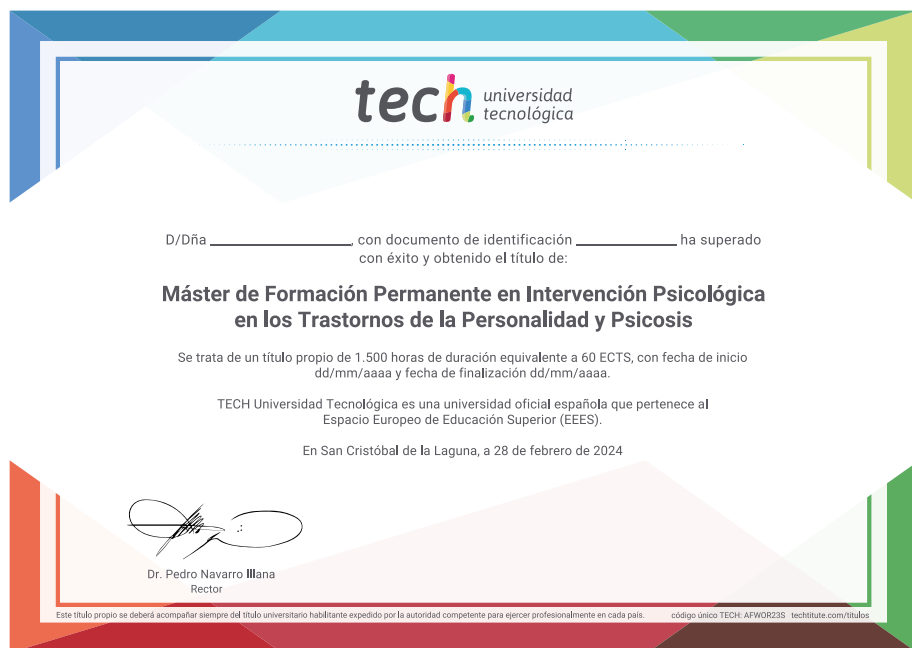 tech universidad
tecnológica
D/Dña ______________, con documento de identificación __________ ha superado
con éxito y obtenido el título de:
Máster de Formación Permanente en Intervención Psicológica
en los Trastornos de la Personalidad y Psicosis
Se trata de un título propio de 1.500 horas de duración equivalente a 60 ECTS, con fecha de inicio
dd/mm/aaaa y fecha de finalización dd/mm/aaaa.
TECH Universidad Tecnológica es una universidad oficial española que pertenece al
Espacio Europeo de Educación Superior (EEES).
En San Cristóbal de la Laguna, a 28 de febrero de 2024
Dr. Pedro Navarro Illana
Rector
Este título propio se deberá acompañar siempre del título universitario habilitante expedido por la autoridad competente para ejercer profesionalmente en cada país. código único TECH: AFWOR23S techtitute.com/titulos